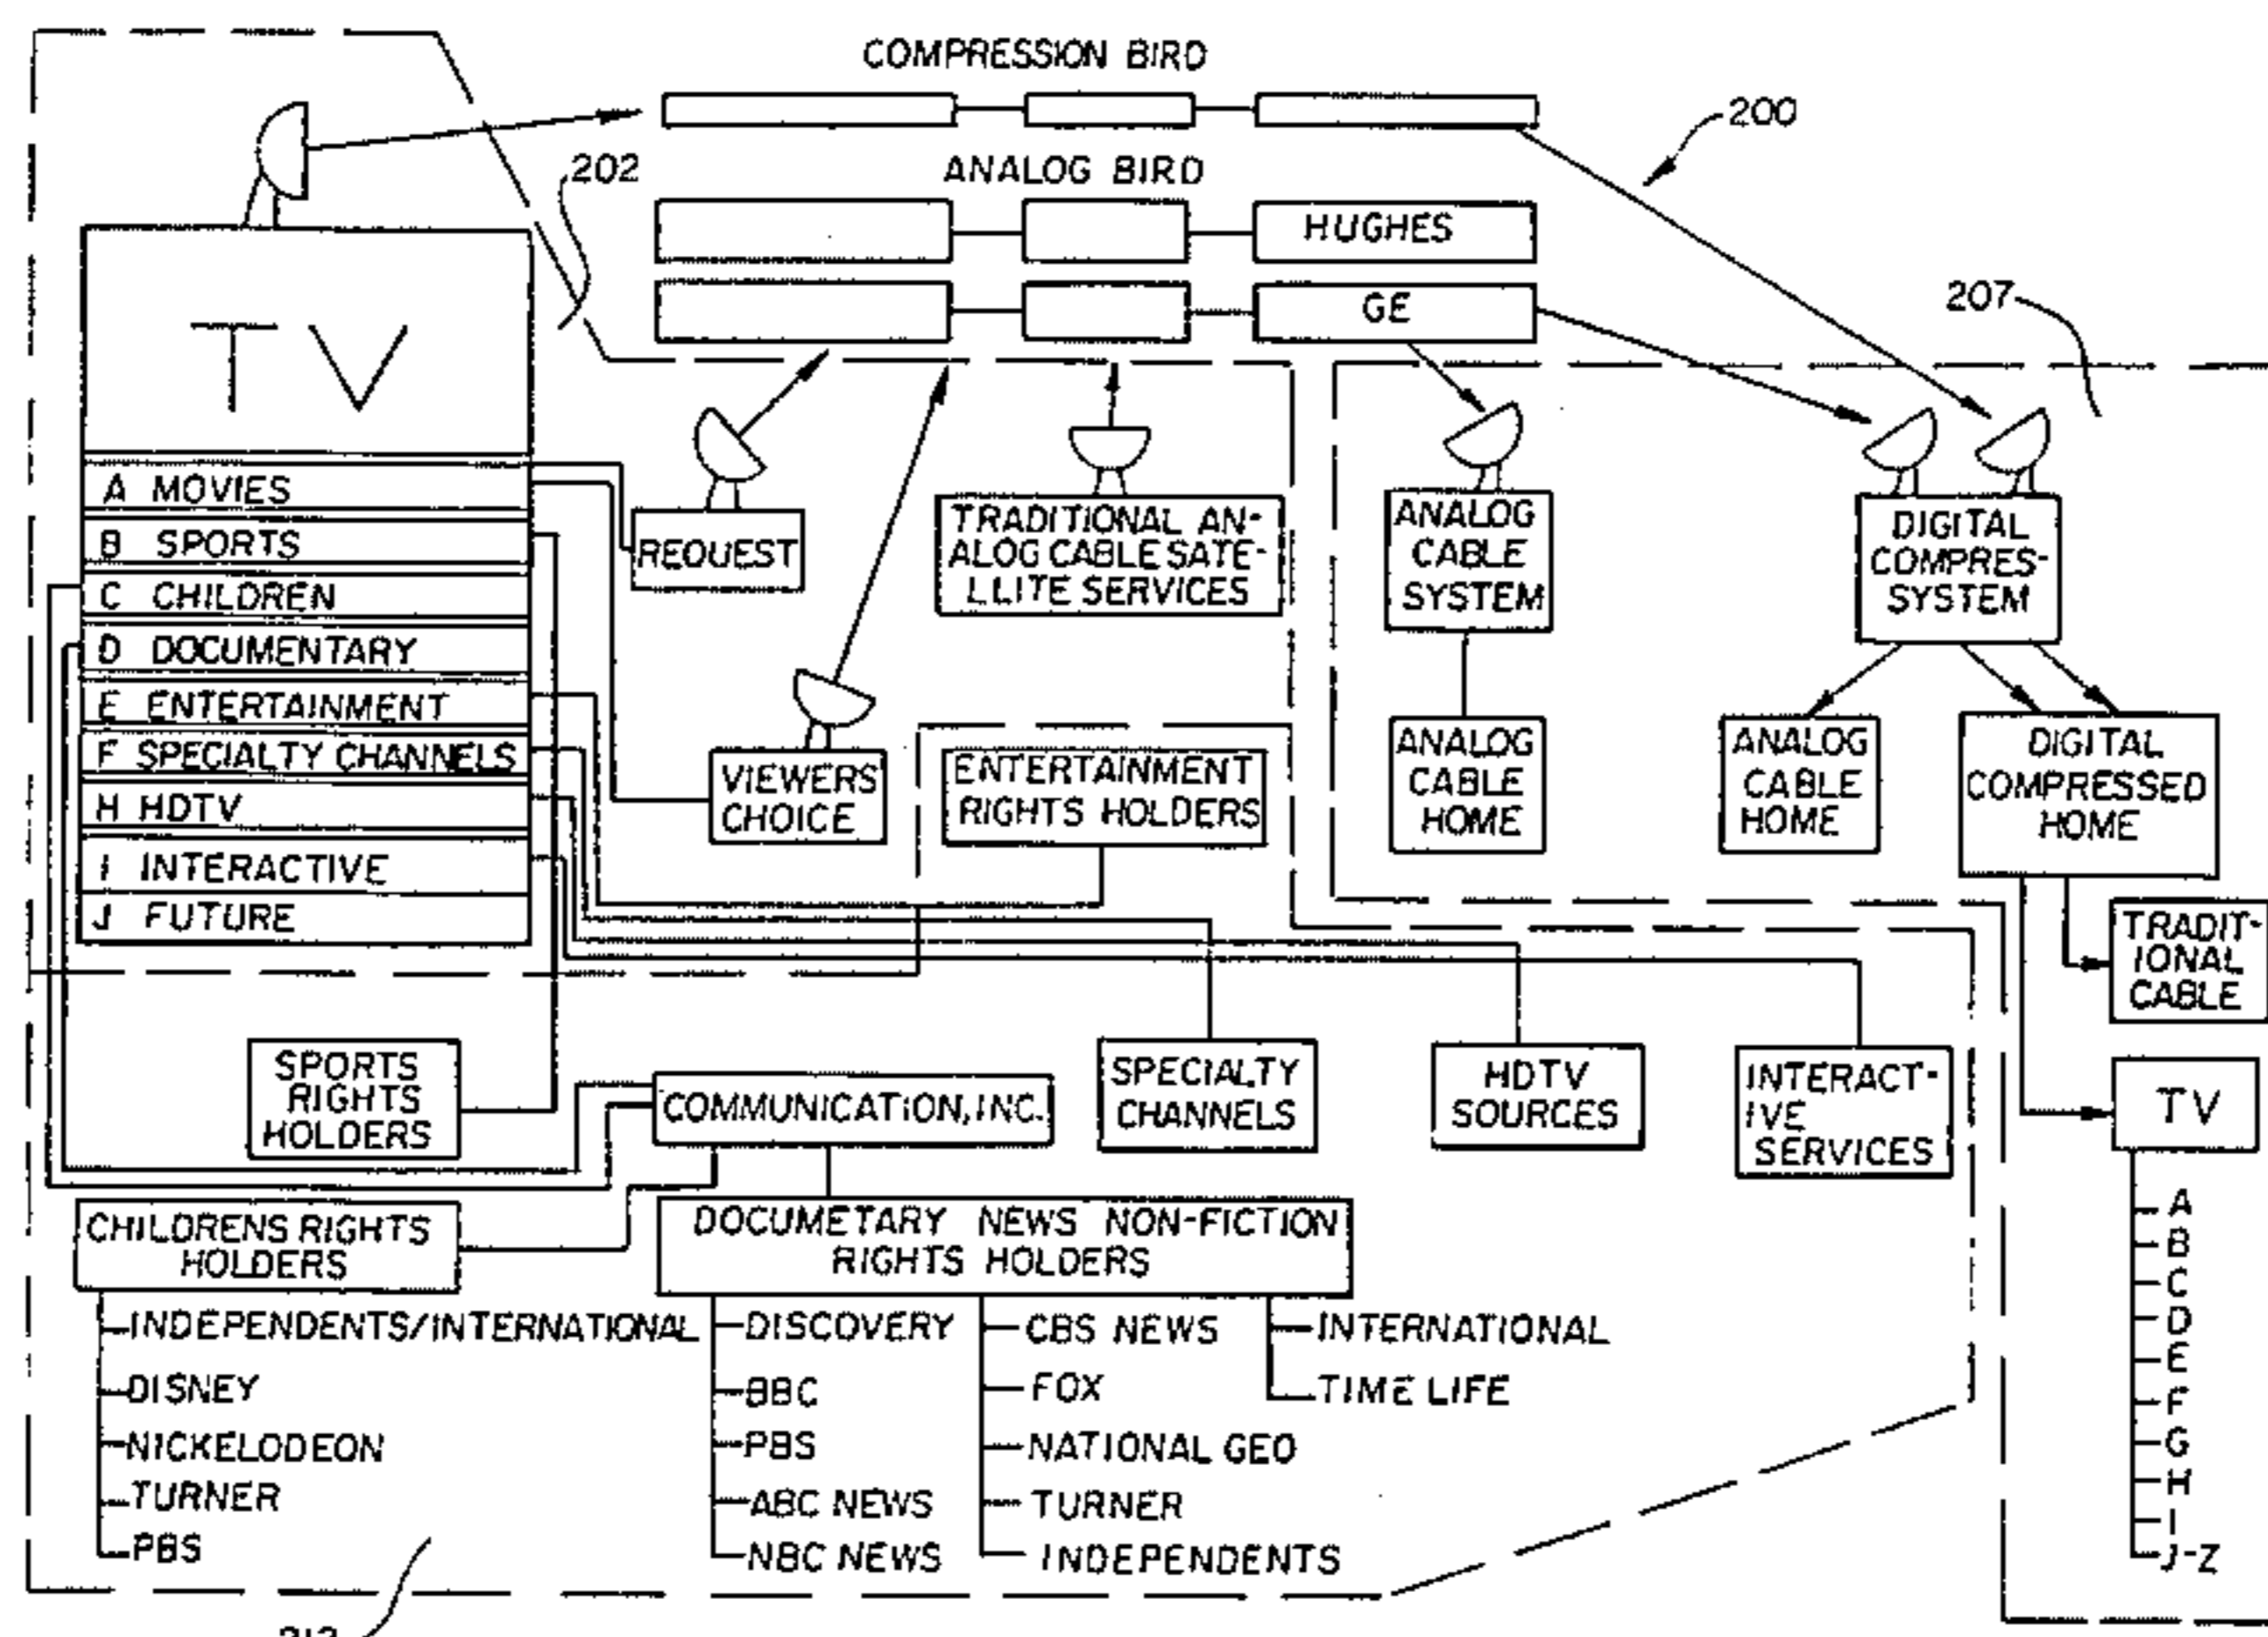 COMPRESSION BIRD
200
202
ANALOG BIRD
HUGHES
GE
207
TV
A MOVIES
B SPORTS
C CHILDREN
D DOCUMENTARY
E ENTERTAINMENT
F SPECIALTY CHANNELS
H HDTV
I INTERACTIVE
J FUTURE
REQUEST
TRADITIONAL AN-
ALOG CABLE SATE-
LLITE SERVICES
ANALOG
CABLE
SYSTEM
DIGITAL
COMPRES-
SYSTEM
VIEWERS
CHOICE
ENTERTAINMENT
RIGHTS HOLDERS
ANALOG
CABLE
HOME
ANALOG
CABLE
HOME
DIGITAL
COMPRESSED
HOME
TRADIT-
IONAL
CABLE
SPORTS
RIGHTS
HOLDERS
COMMUNICATION, INC.
SPECIALTY
CHANNELS
HDTV
SOURCES
INTERACT-
IVE
SERVICES
TV
CHILDRENS RIGHTS
HOLDERS
DOCUMETARY NEWS NON-FICTION
RIGHTS HOLDERS
INDEPENDENTS/INTERNATIONAL
DISNEY
NICKELODEON
TURNER
PBS
DISCOVERY
BBC
PBS
ABC NEWS
NBC NEWS
CBS NEWS
FOX
NATIONAL GEO
TURNER
INDEPENDENTS
INTERNATIONAL
TIME LIFE
A
B
C
D
E
F
G
H
I
J-Z